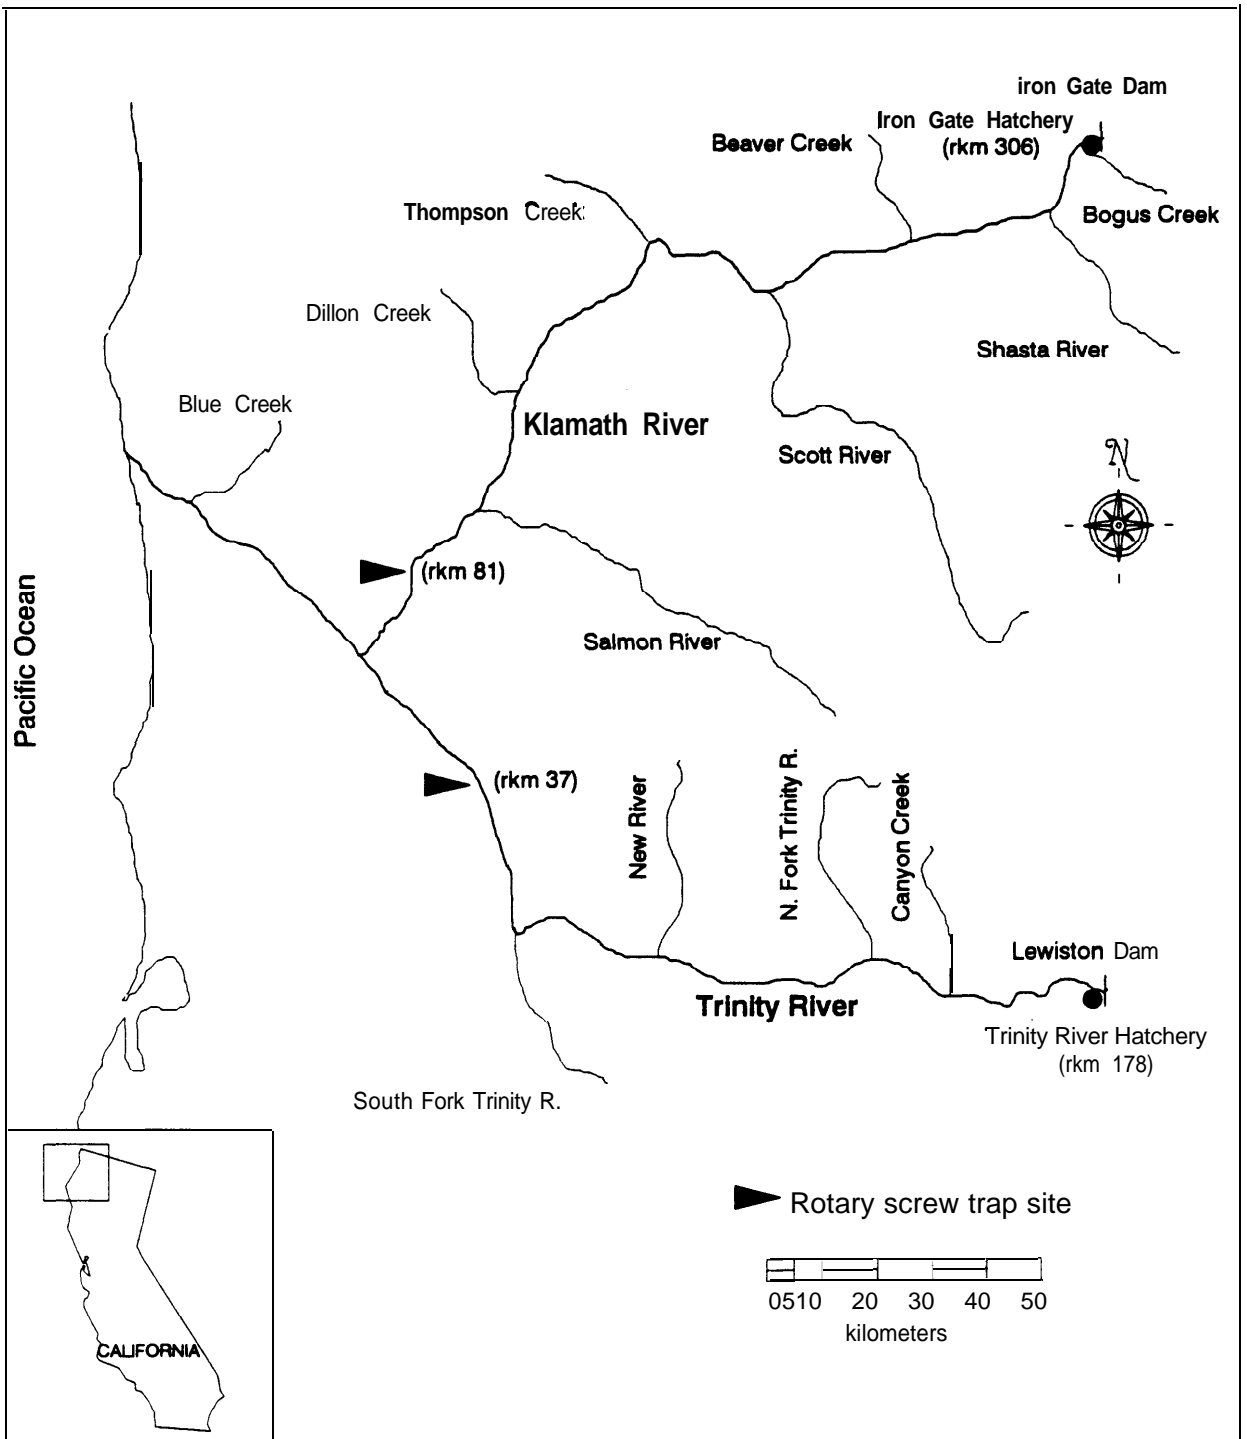 iron Gate Dam
Iron Gate Hatchery
(rkm 306)
Beaver Creek
Thompson Creek
Bogus Creek
Dillon Creek
Shasta River
Blue Creek
Klamath River
Scott River
N
(rkm 81)
Pacific Ocean
Salmon River
(rkm 37)
New River
N. Fork Trinity R.
Canyon Creek
Lewiston Dam
Trinity River
Trinity River Hatchery
(rkm 178)
South Fork Trinity R.
Rotary screw trap site
0510 20 30 40 50
kilometers
CALIFORNIA